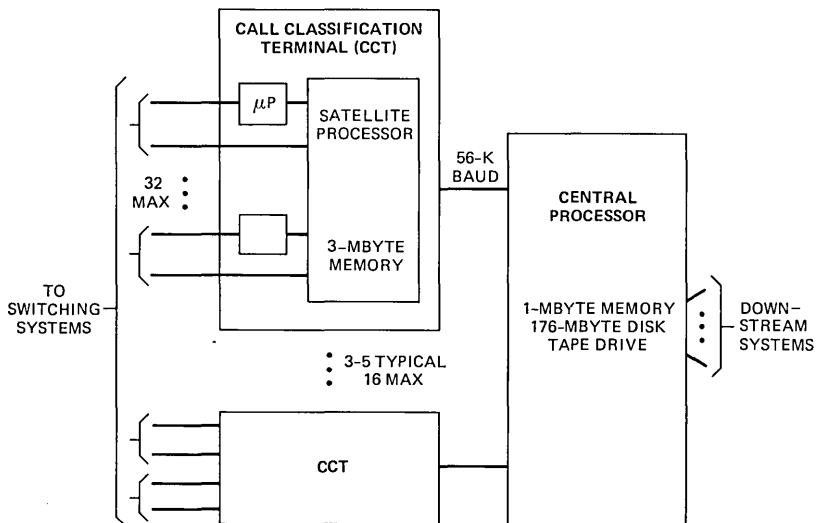 CALL CLASSIFICATION
TERMINAL (CCT)
μP
SATELLITE
PROCESSOR
3-MBYTE
MEMORY
32
MAX
TO
SWITCHING
SYSTEMS
56-K
BAUD
CENTRAL
PROCESSOR
1-MBYTE MEMORY
176-MBYTE DISK
TAPE DRIVE
DOWN-
STREAM
SYSTEMS
3-5 TYPICAL
16 MAX
CCT